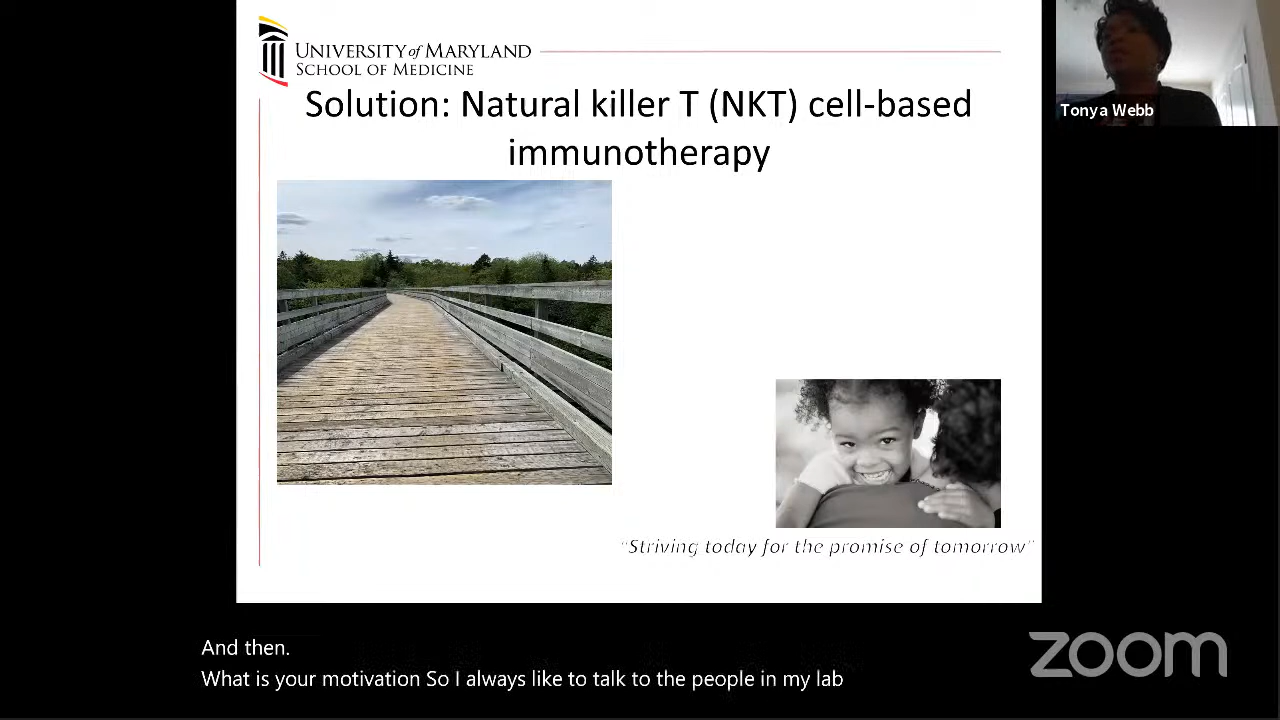 UNIVERSITY of MARYLAND
SCHOOL OF MEDICINE
Solution: Natural killer T (NKT) cell-based
immunotherapy
Tonya Webb
"Striving today for the promise of tomorrow"
And then.
What is your motivation So I always like to talk to the people in my lab
zoom